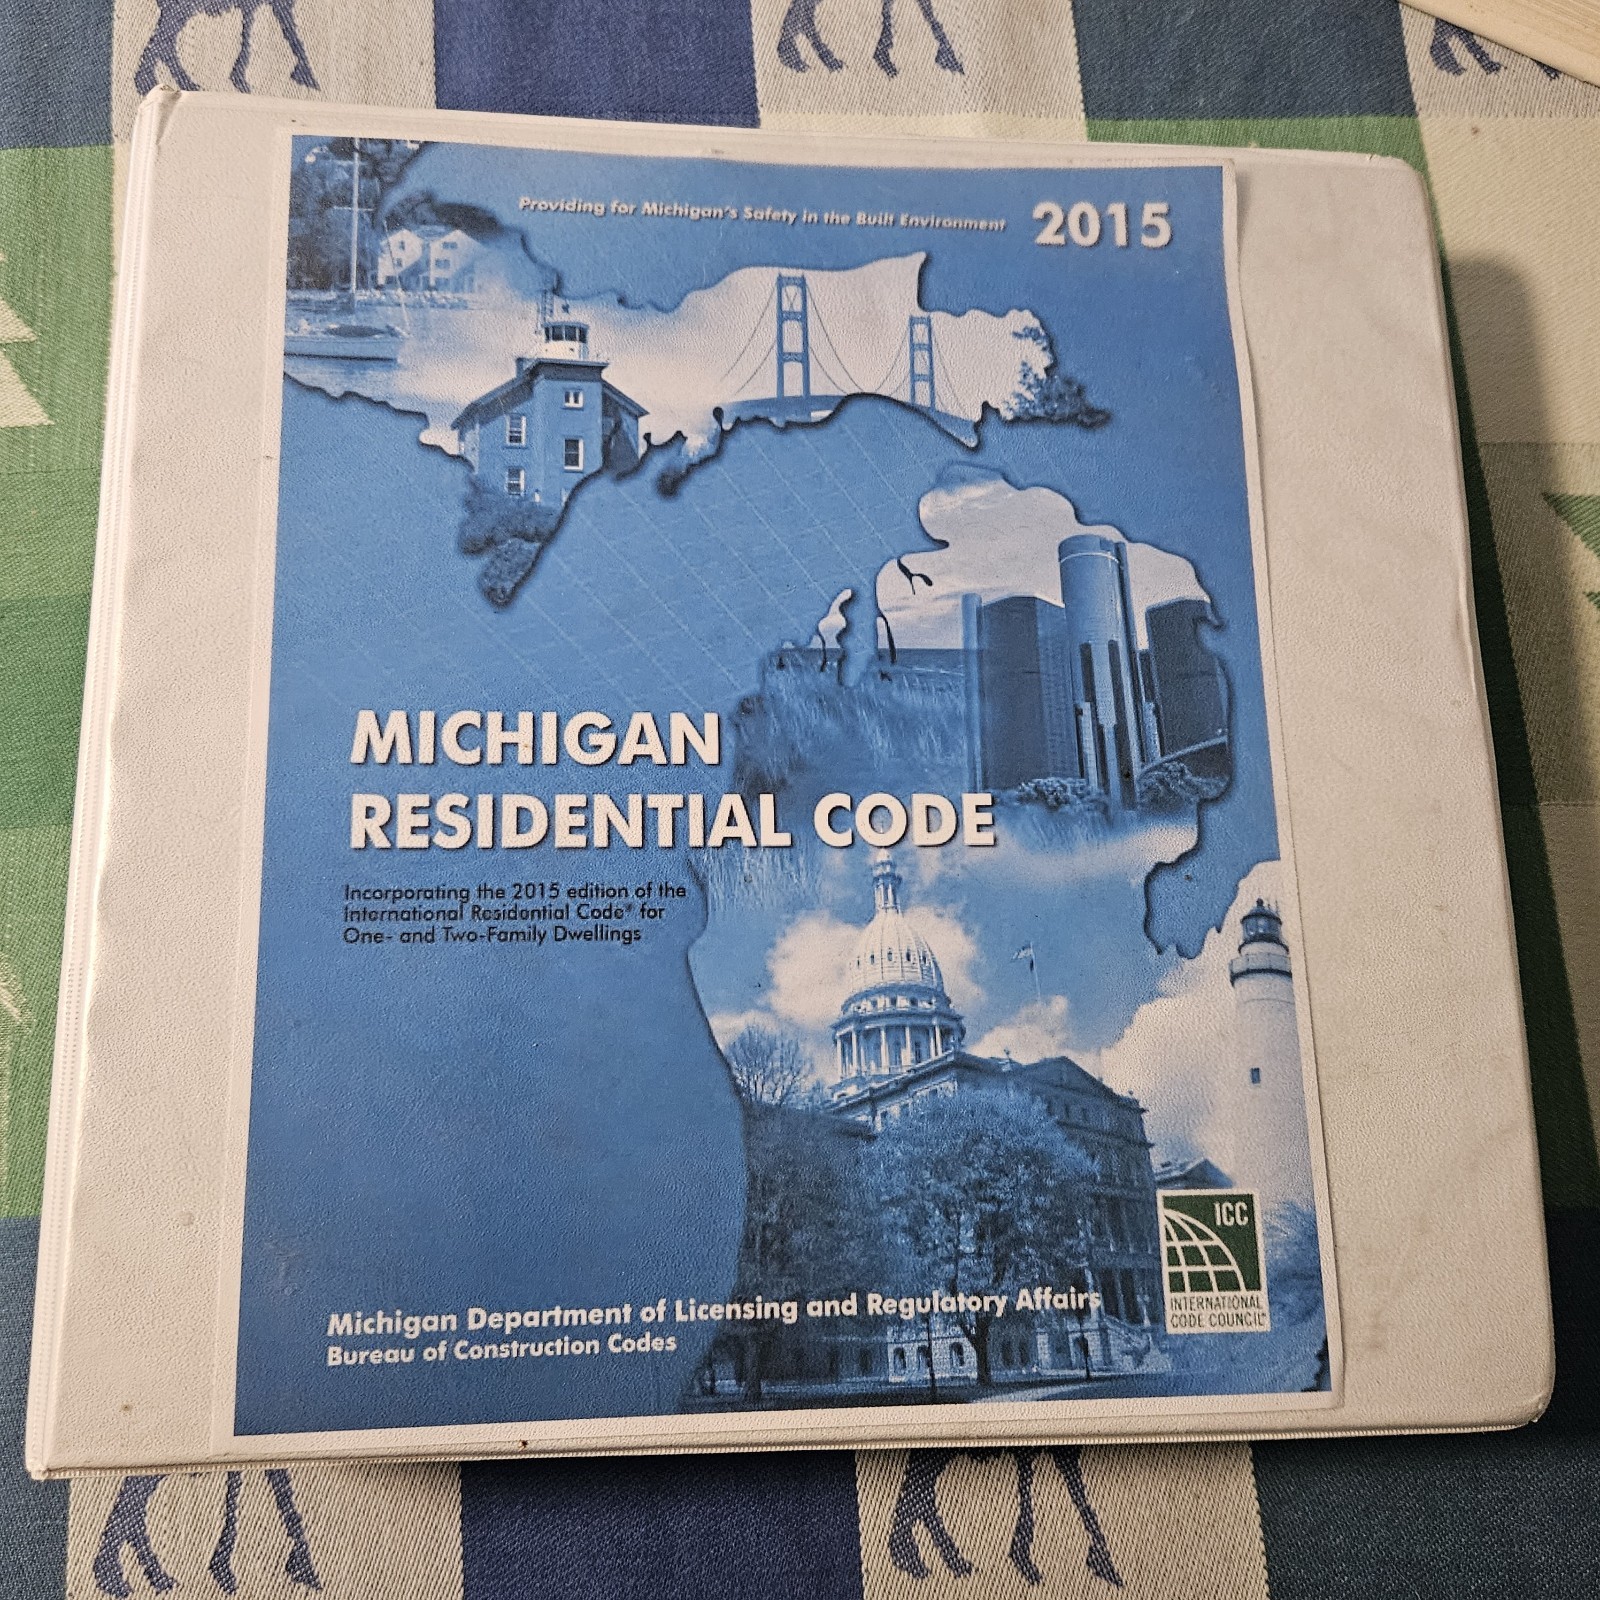 Providing for Michigan's Safety in the Built Environment 2015
MICHIGAN
RESIDENTIAL CODE
Incorporating the 2015 edition of the
International Residential Code® for
One- and Two-Family Dwellings
ICC
INTERNATIONAL
CODE COUNCIL®
Michigan Department of Licensing and Regulatory Affairs
Bureau of Construction Codes